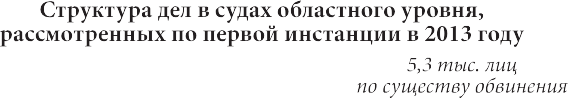 Структура дел в судах областного уровня,
рассмотренных по первой инстанции в 2013 году
5,3 тыс. лиц
по существу обвинения